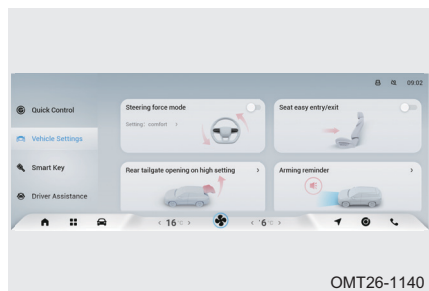 09:02
Quick Control
Steering force mode
Seat easy entry/exit
Setting: comfort >
Vehicle Settings
Smart Key
Rear tailgate opening on high setting >
Arming reminder >
Driver Assistance
< 16 °C >
< 6 °C >
OMT26-1140